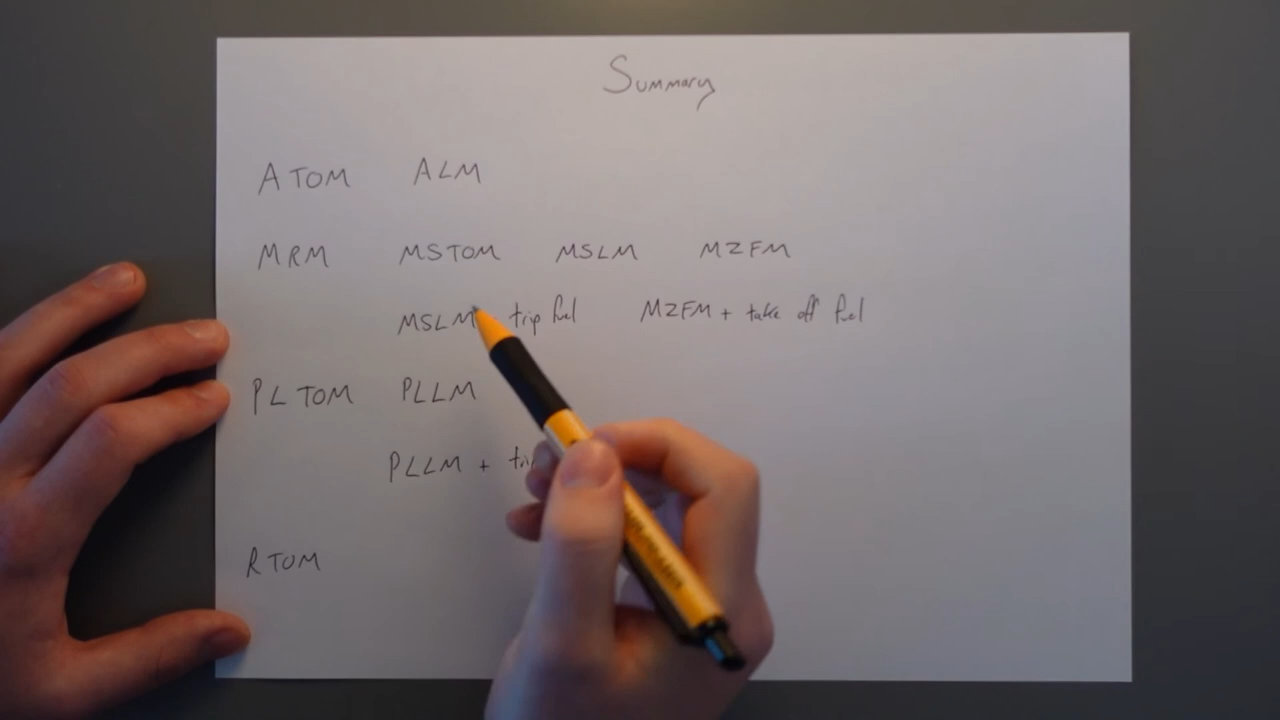 Summary
ATOM ALM
MRM MSTOM MSLM MZFM
MSLM trip fuel MZFM + take off fuel
PLTOM PLLM
PLLM +
RTOM